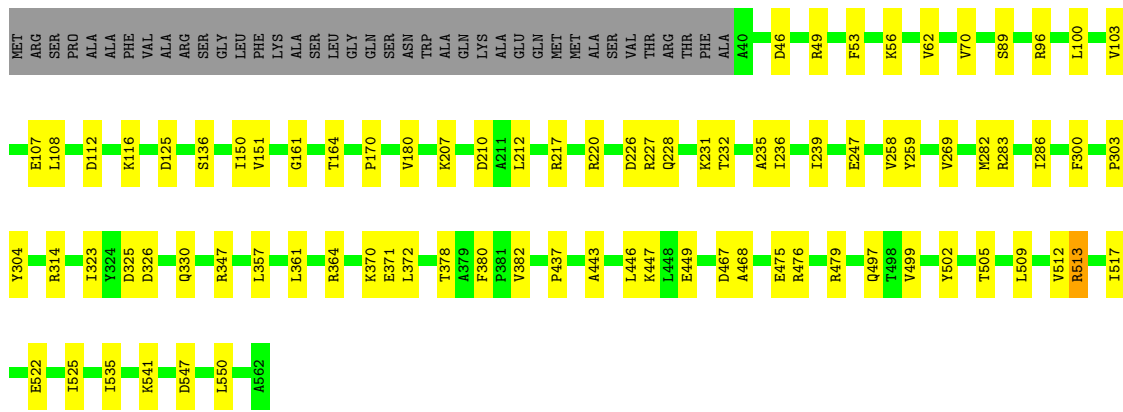 MET ARG SER PRO ALA ALA PHE VAL ALA ARG SER GLY LEU PHE LYS ALA SER LEU GLY GLN SER ASN TRP ALA GLN LYS ALA GLU GLN MET MET ALA SER VAL THR ARG THR PHE ALA A40 D46 R49 F53 K56 V62 V70 S89 R96 L100 V103
E107 L108 D112 K116 D125 S136 I150 V151 G161 T164 P170 V180 K207 D210 A211 L212 R217 R220 D226 R227 Q228 K231 T232 A235 I236 I239 E247 V258 Y259 V269 M282 R283 I286 F300 P303
Y304 R314 I323 Y324 D325 D326 Q330 R347 L357 L361 R364 K370 E371 L372 T378 A379 F380 P381 V382 P437 A443 L446 K447 L448 E449 D467 A468 E475 R476 R479 Q497 T498 V499 Y502 T505 L509 V512 R513 I517
E522 I525 I535 K541 D547 L550 A562